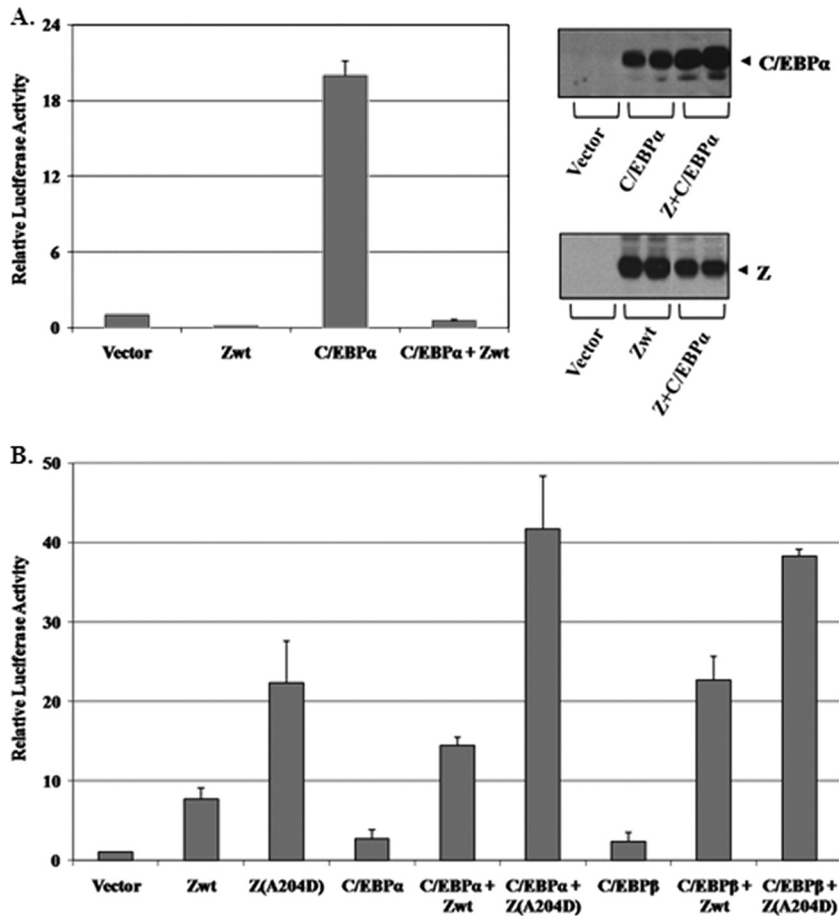 A.
24
18
12
6
0
Relative Luciferase Activity
Vector
Zwt
C/EBPα
C/EBPα + Zwt
C/EBPα
Vector
C/EBPα
Z+C/EBPα
Z
Vector
Zwt
Z+C/EBPα
B.
50
40
30
20
10
0
Relative Luciferase Activity
Vector
Zwt
Z(A204D)
C/EBPα
C/EBPα +
Zwt
C/EBPα +
Z(A204D)
C/EBPβ
C/EBPβ +
Zwt
C/EBPβ +
Z(A204D)